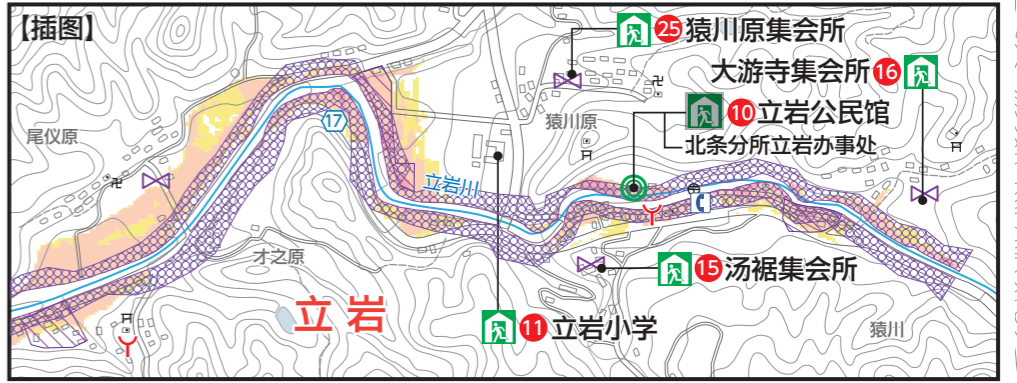 【插图】
25 猿川原集会所
大游寺集会所 16
10 立岩公民馆
北条分所立岩办事处
尾仪原
17
猿川原
立岩川
才之原
15 汤裾集会所
立岩
11 立岩小学
猿川